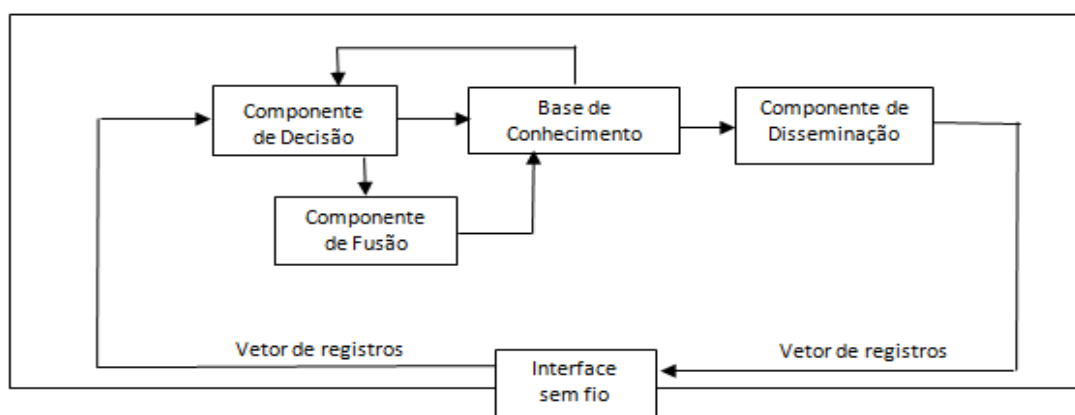 Componente
de Decisão
Base de
Conhecimento
Componente de
Disseminação
Componente
de Fusão
Vetor de registros
Vetor de registros
Interface
sem fio